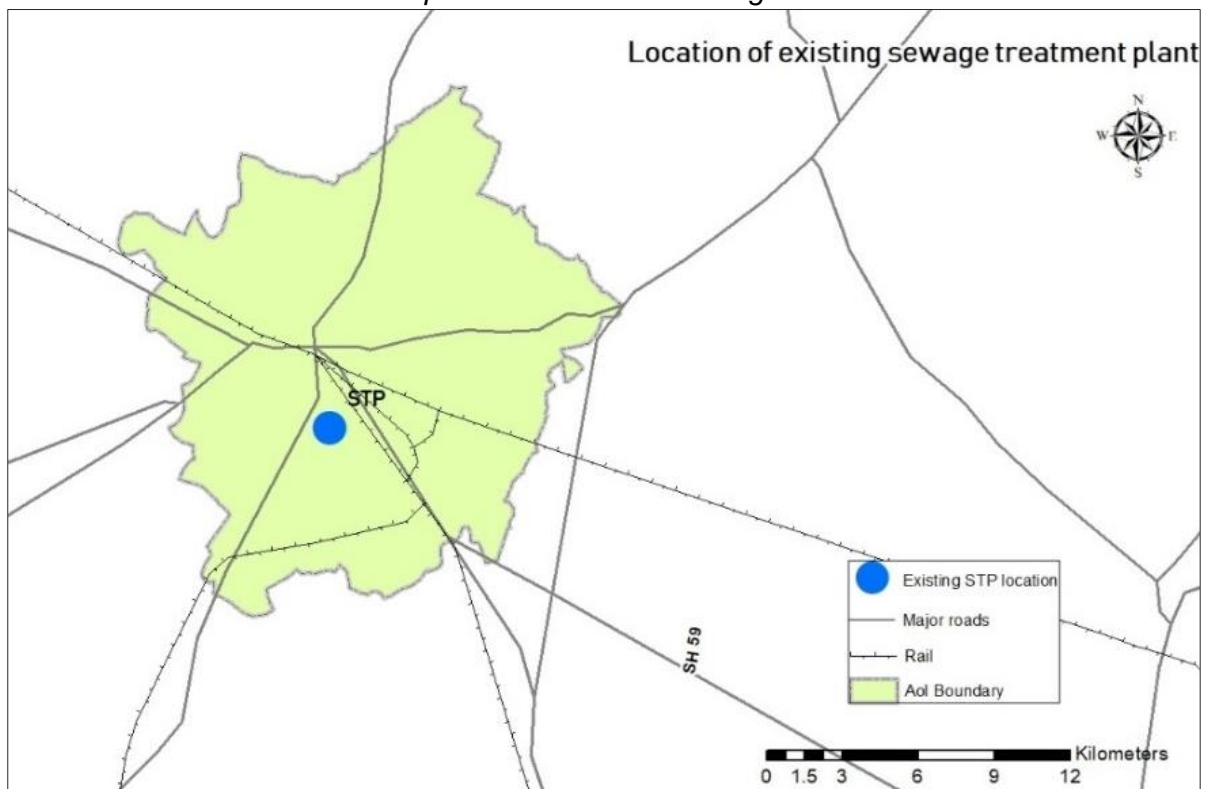 Location of existing sewage treatment plant
N
W E
S
STP
SH 59
Existing STP location
Major roads
Rail
AoI Boundary
Kilometers
0 1.5 3 6 9 12